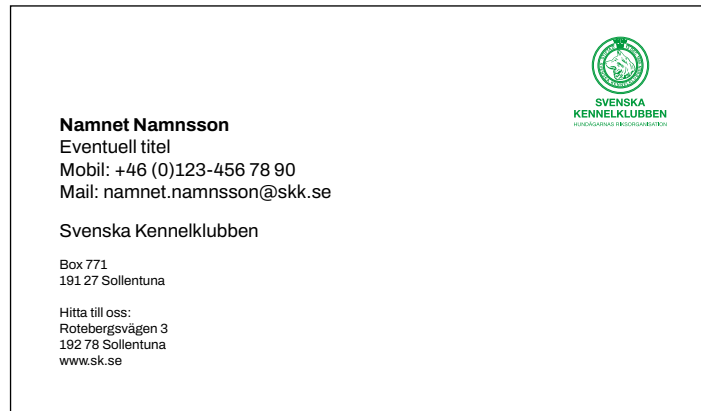 SVENSKA
KENNELKLUBBEN
HUNDÄGARNAS RIKSORGANISATION
Namnet Namnsson
Eventuell titel
Mobil: +46 (0)123-456 78 90
Mail: namnet.namnsson@skk.se
Svenska Kennelklubben
Box 771
191 27 Sollentuna
Hitta till oss:
Rotebergsvägen 3
192 78 Sollentuna
www.sk.se